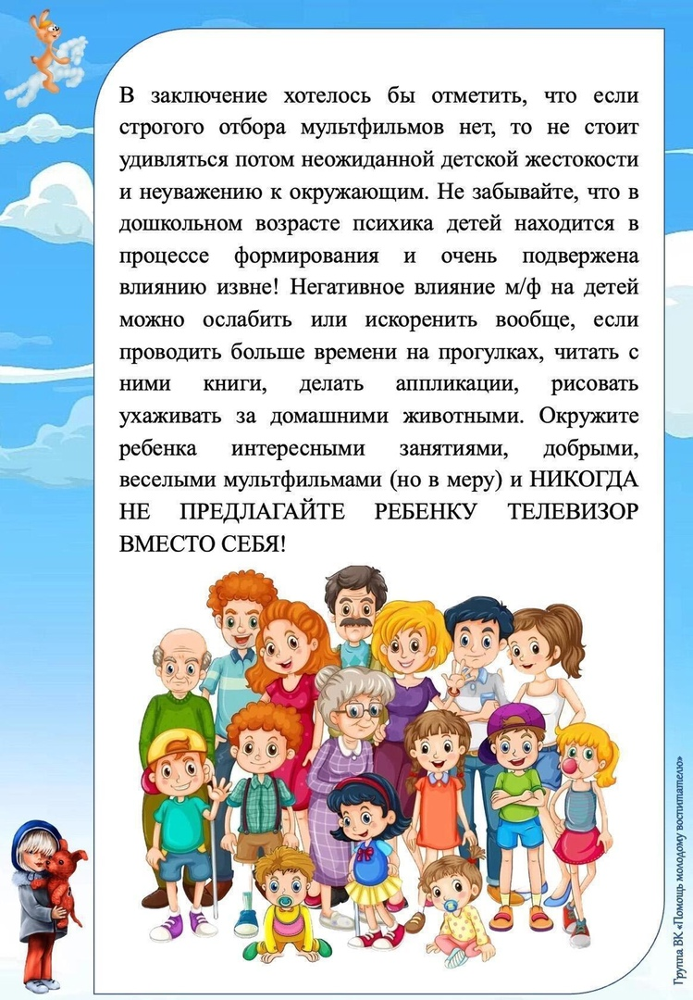 В заключение хотелось бы отметить, что если
строгого отбора мультфильмов нет, то не стоит
удивляться потом неожиданной детской жестокости
и неуважению к окружающим. Не забывайте, что в
дошкольном возрасте психика детей находится в
процессе формирования и очень подвержена
влиянию извне! Негативное влияние м/ф на детей
можно ослабить или искоренить вообще, если
проводить больше времени на прогулках, читать с
ними книги, делать аппликации, рисовать
ухаживать за домашними животными. Окружите
ребенка интересными занятиями, добрыми,
веселыми мультфильмами (но в меру) и НИКОГДА
НЕ ПРЕДЛАГАЙТЕ РЕБЕНКУ ТЕЛЕВИЗОР
ВМЕСТО СЕБЯ!
Группа ВК «Помощь молодому воспитателю»